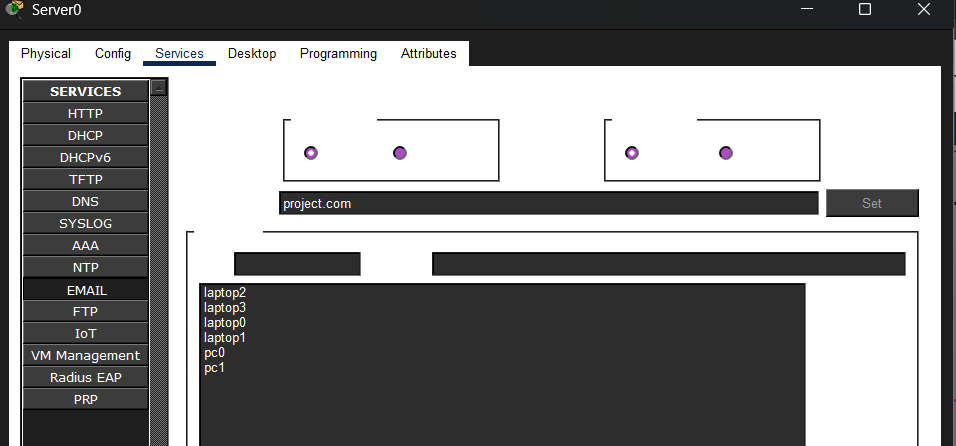 Server0
Physical Config Services Desktop Programming Attributes
SERVICES
HTTP
DHCP
DHCPv6
TFTP
DNS
SYSLOG
AAA
NTP
EMAIL
FTP
IoT
VM Management
Radius EAP
PRP
project.com Set
laptop2
laptop3
laptop0
laptop1
pc0
pc1